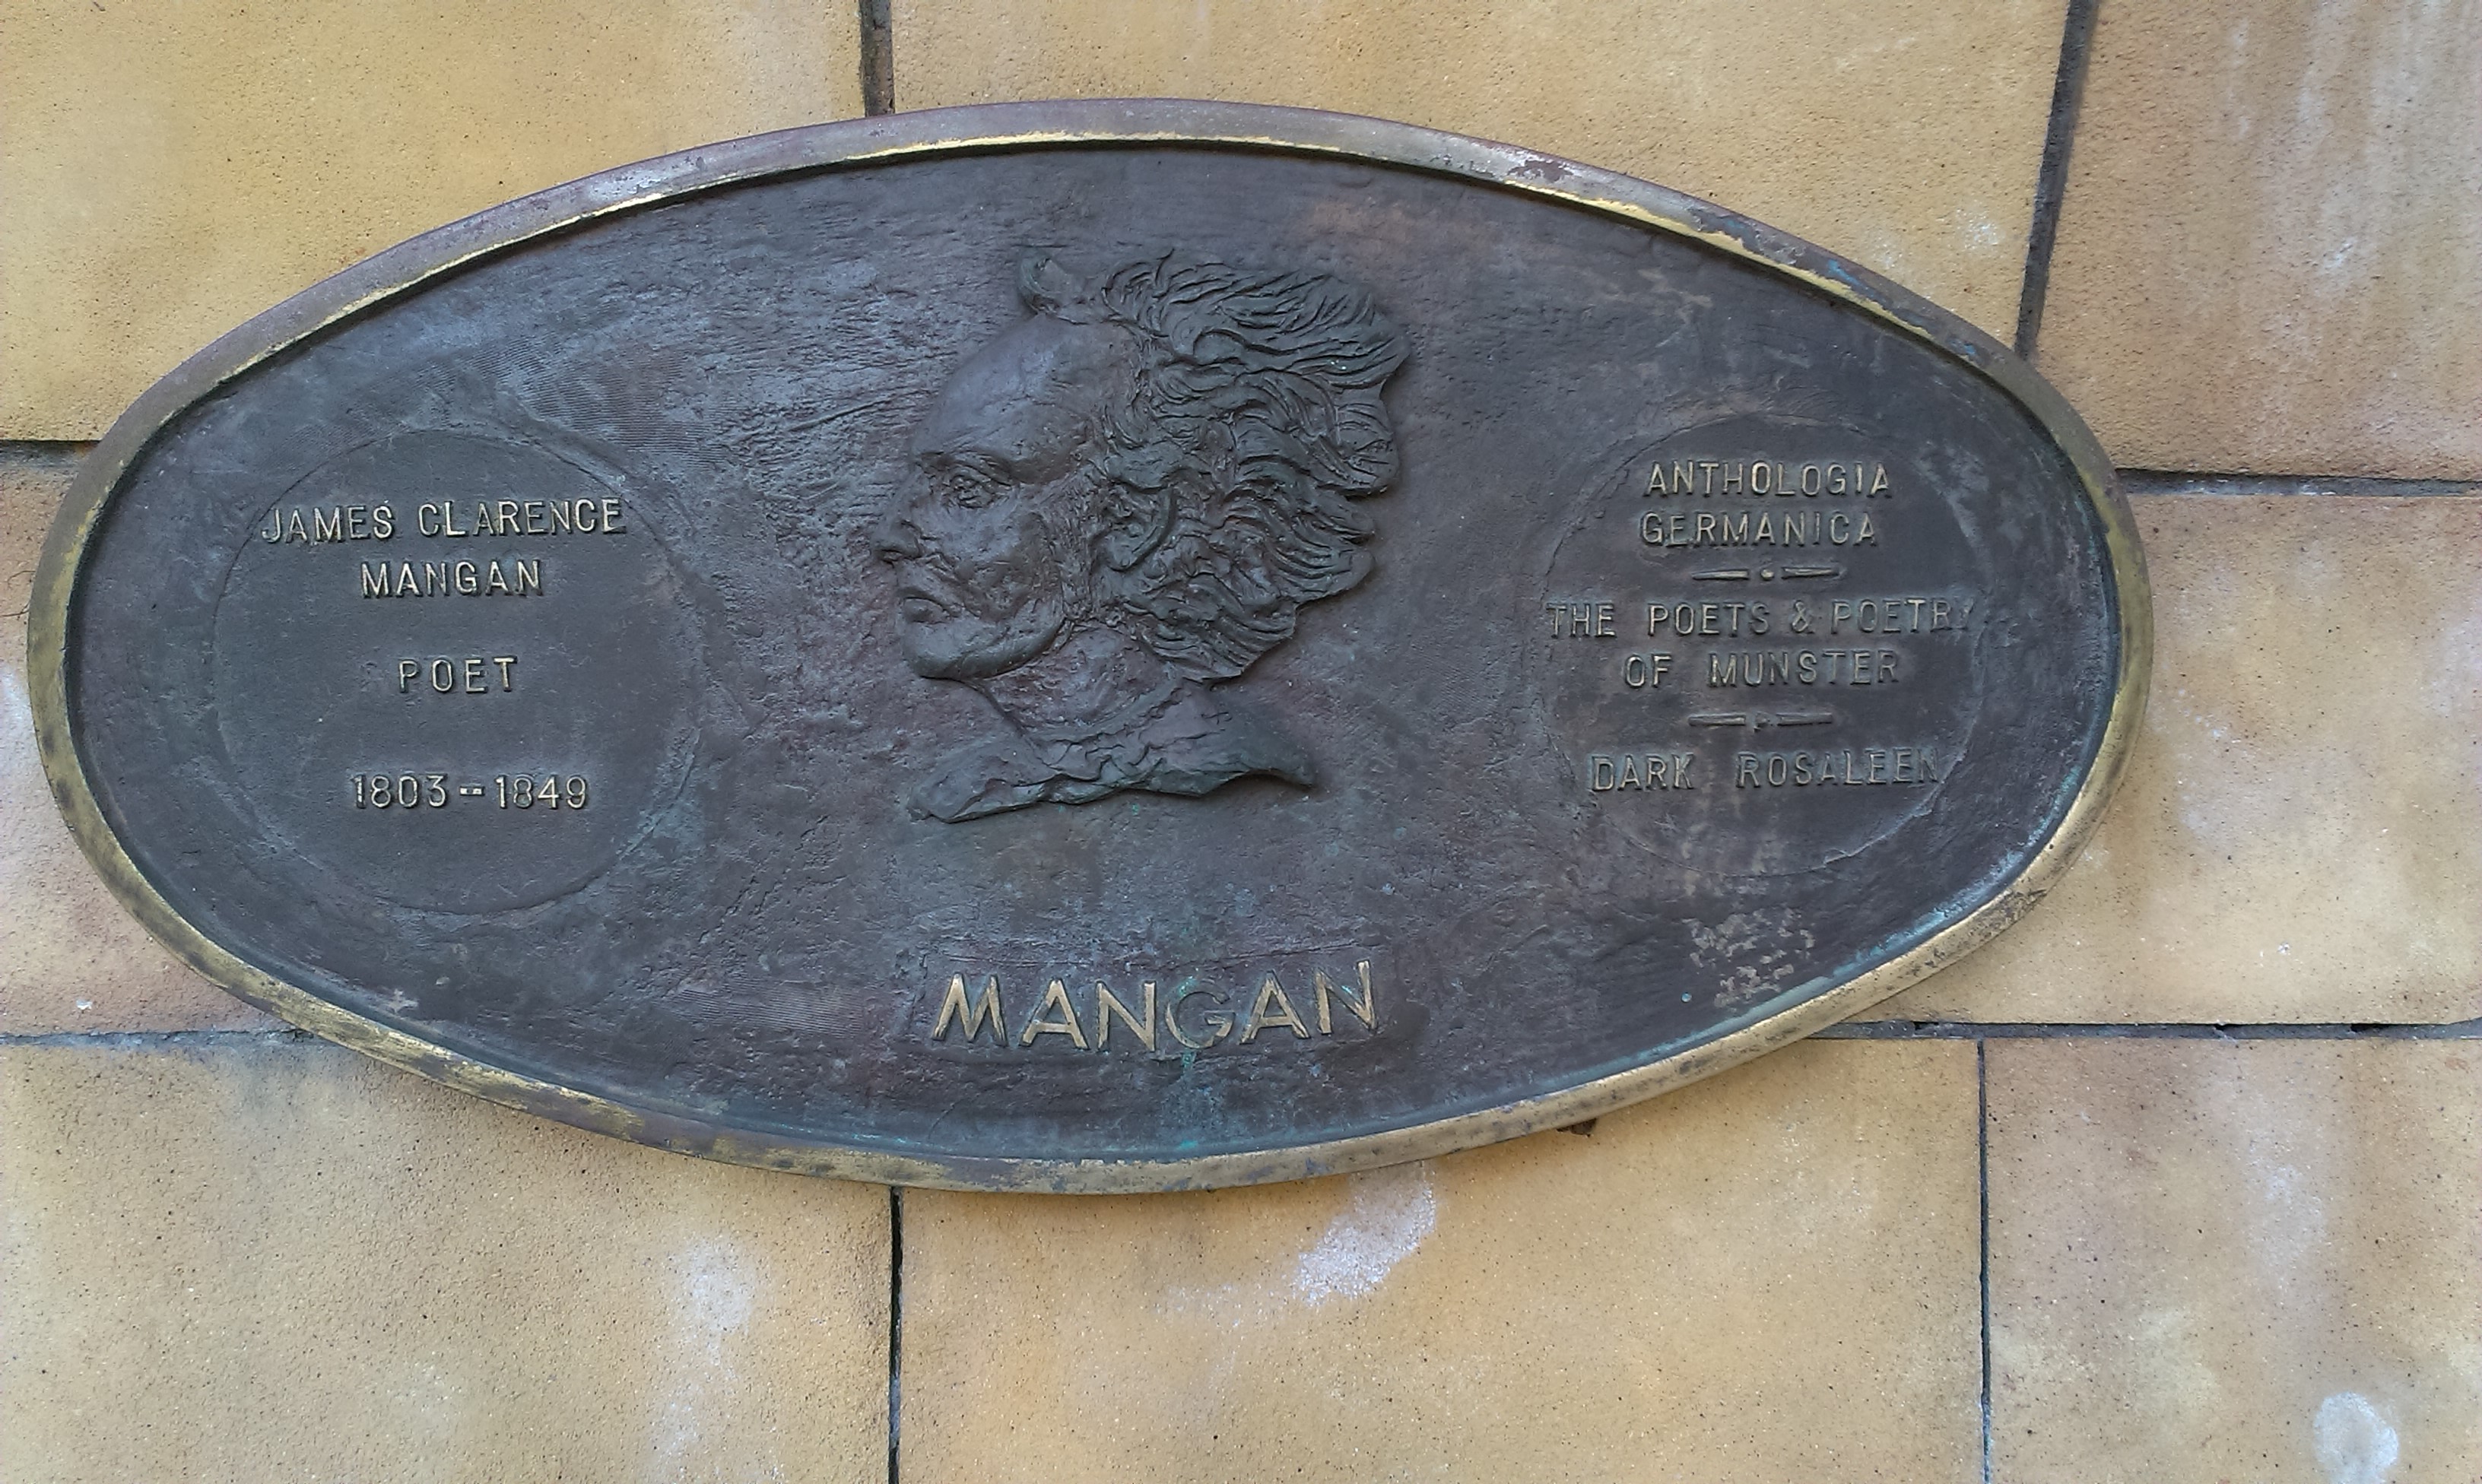 JAMES CLARENCE
MANGAN
POET
1803-1849
MANGAN
ANTHOLOGIA
GERMANICA
THE POETS & POETRY
OF MUNSTER
DARK ROSALEEN